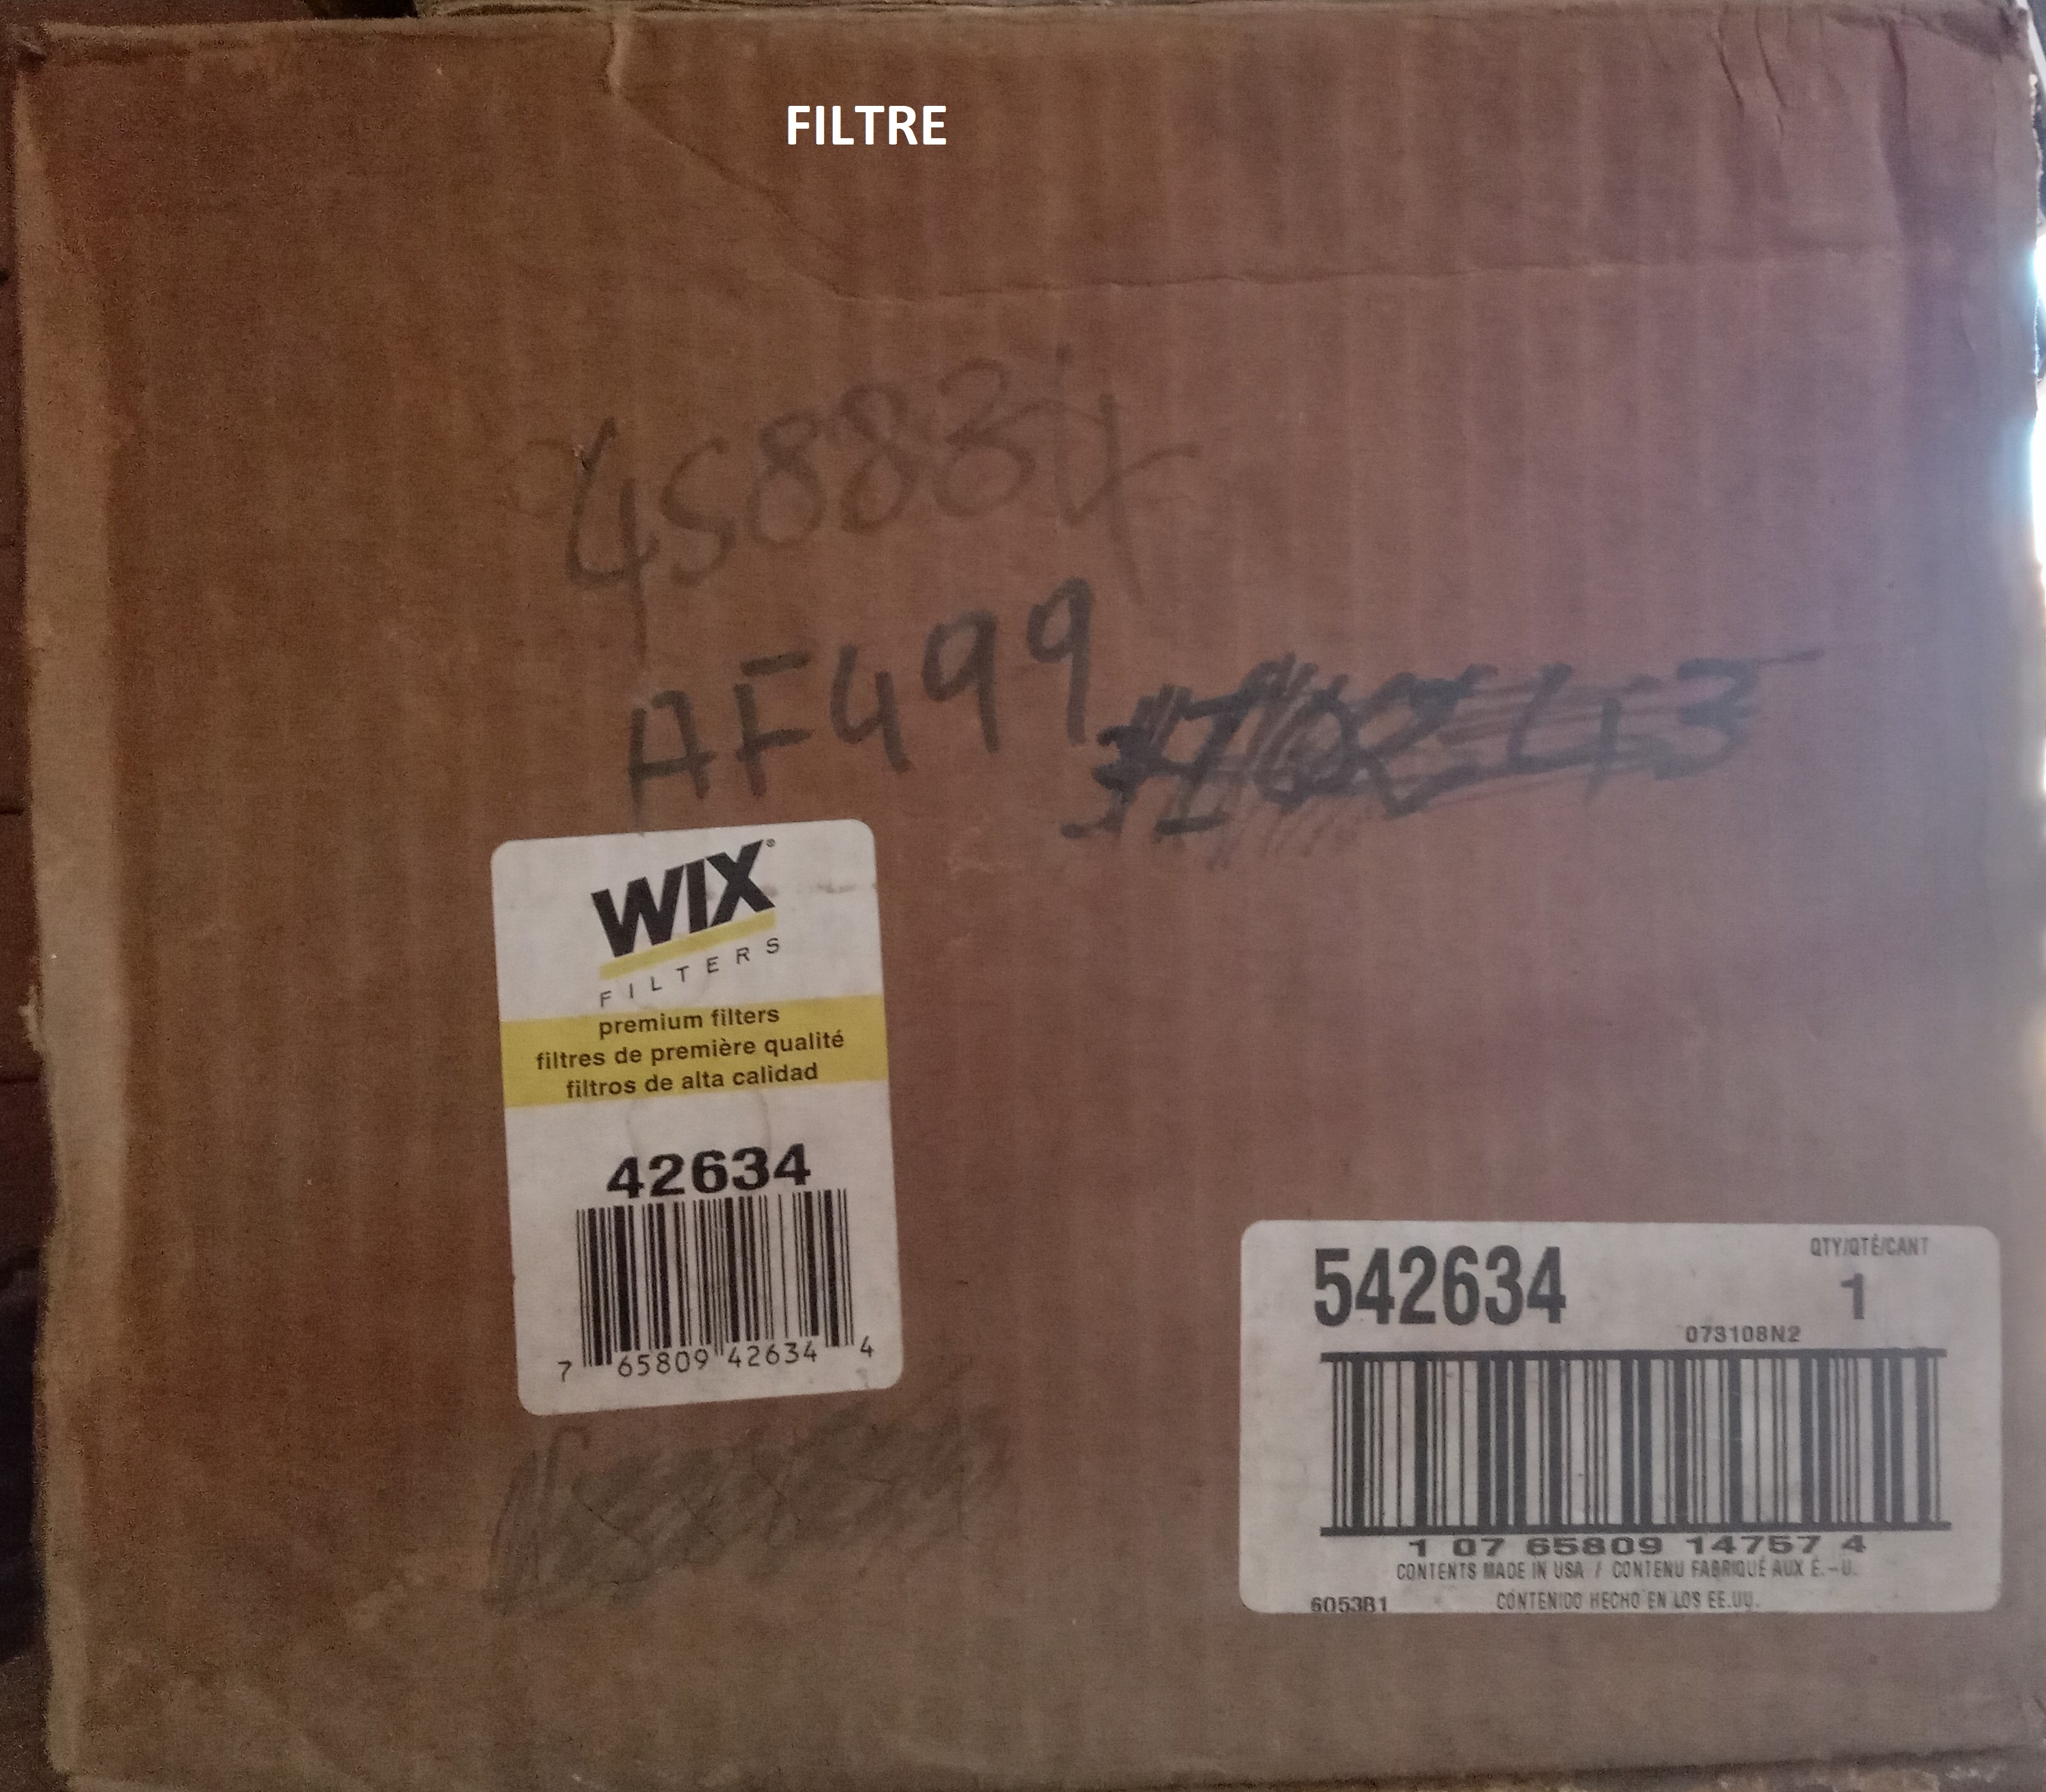 FILTRE
45883
AF499
WIX®
FILTERS
premium filters
filtres de première qualité
filtros de alta calidad
42634
7 65809 42634 4
542634
QTY/QTÉ/CANT
1
073108N2
1 07 65809 14757 4
CONTENTS MADE IN USA / CONTENU FABRIQUÉ AUX É.-U.
6053B1 CONTENIDO HECHO EN LOS EE.UU.